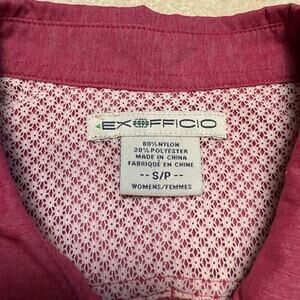 EXOFFICIO
80% NYLON
20% POLYESTER
MADE IN CHINA
FABRIQUÉ EN CHINE
-- S/P --
WOMENS/FEMMES